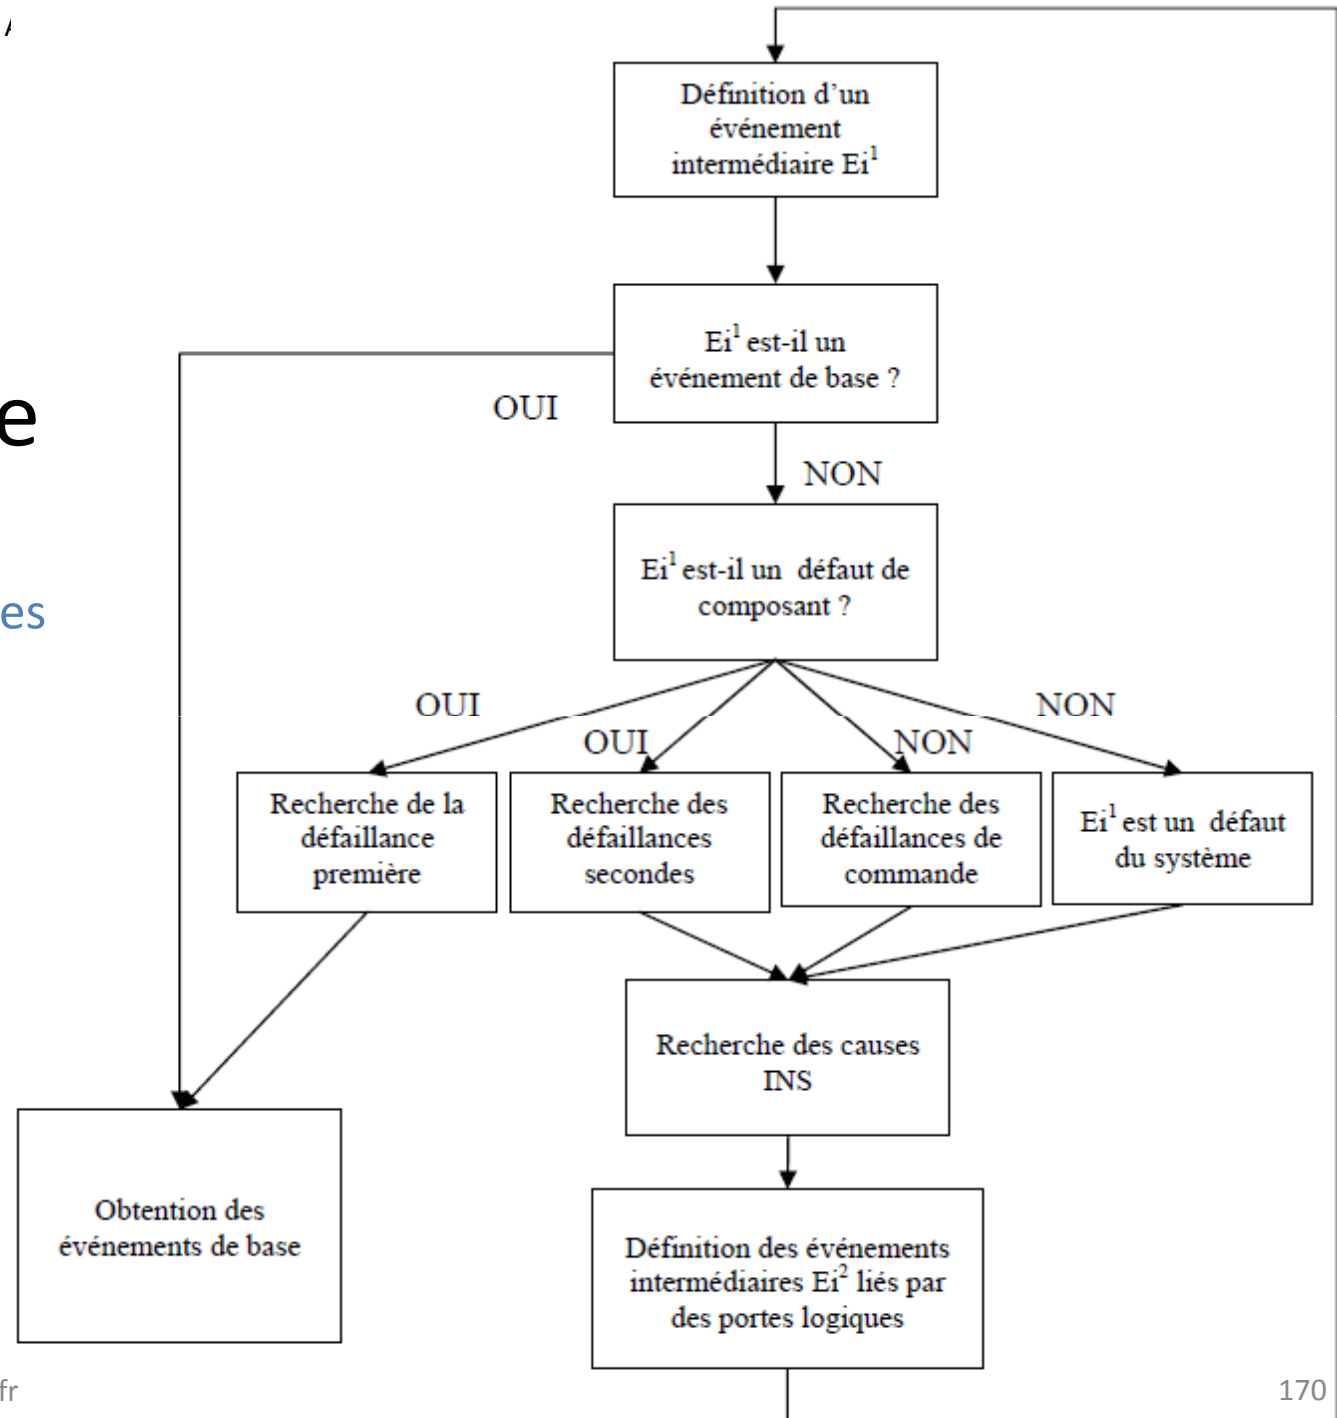 Définition d'un
événement
intermédiaire Ei¹
Ei¹ est-il un
événement de base ?
OUI
e
NON
Ei¹ est-il un défaut de
composant ?
es
OUI
NON
OUI
NON
Recherche de la
défaillance
première
Recherche des
défaillances
secondes
Recherche des
défaillances de
commande
Ei¹ est un défaut
du système
Recherche des causes
INS
Obtention des
événements de base
Définition des événements
intermédiaires Ei² liés par
des portes logiques
fr
170